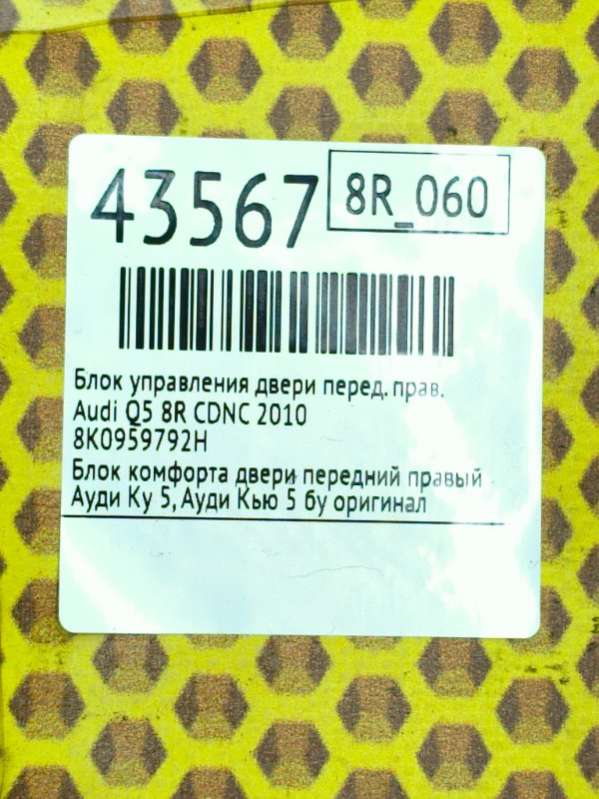 43567
8R_060
Блок управления двери перед. прав.
Audi Q5 8R CDNC 2010
8K0959792H
Блок комфорта двери передний правый
Ауди Ку 5, Ауди Кью 5 бу оригинал